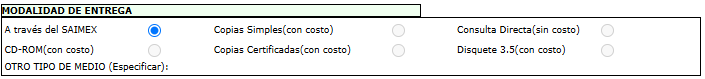 MODALIDAD DE ENTREGA
A través del SAIMEX Copias Simples(con costo) Consulta Directa(sin costo)
CD-ROM(con costo) Copias Certificadas(con costo) Disquete 3.5(con costo)
OTRO TIPO DE MEDIO (Especificar):